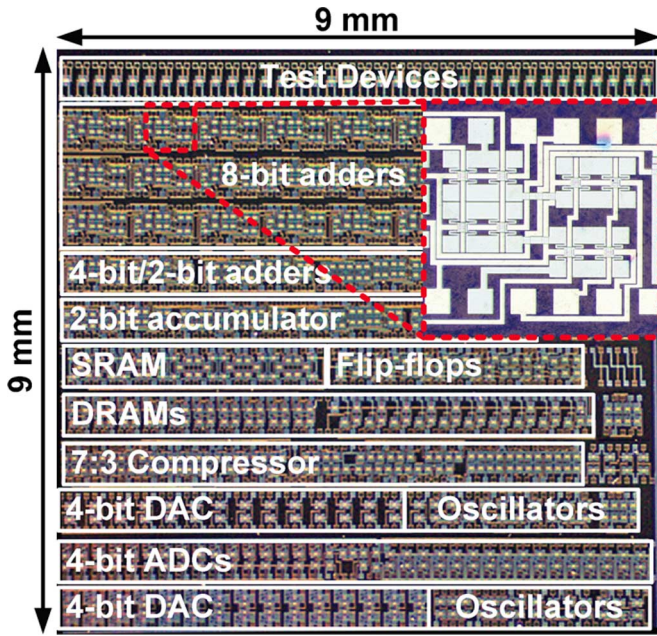 9 mm
9 mm
Test Devices
8-bit adders
4-bit/2-bit adders
2-bit accumulator
SRAM
Flip-flops
DRAMs
7:3 Compressor
4-bit DAC
Oscillators
4-bit ADCs
4-bit DAC
Oscillators